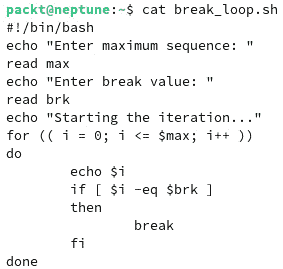 packt@neptune:~$ cat break_loop.sh
#!/bin/bash
echo "Enter maximum sequence: "
read max
echo "Enter break value: "
read brk
echo "Starting the iteration..."
for (( i = 0; i <= $max; i++ ))
do
        echo $i
        if [ $i -eq $brk ]
        then
                break
        fi
done